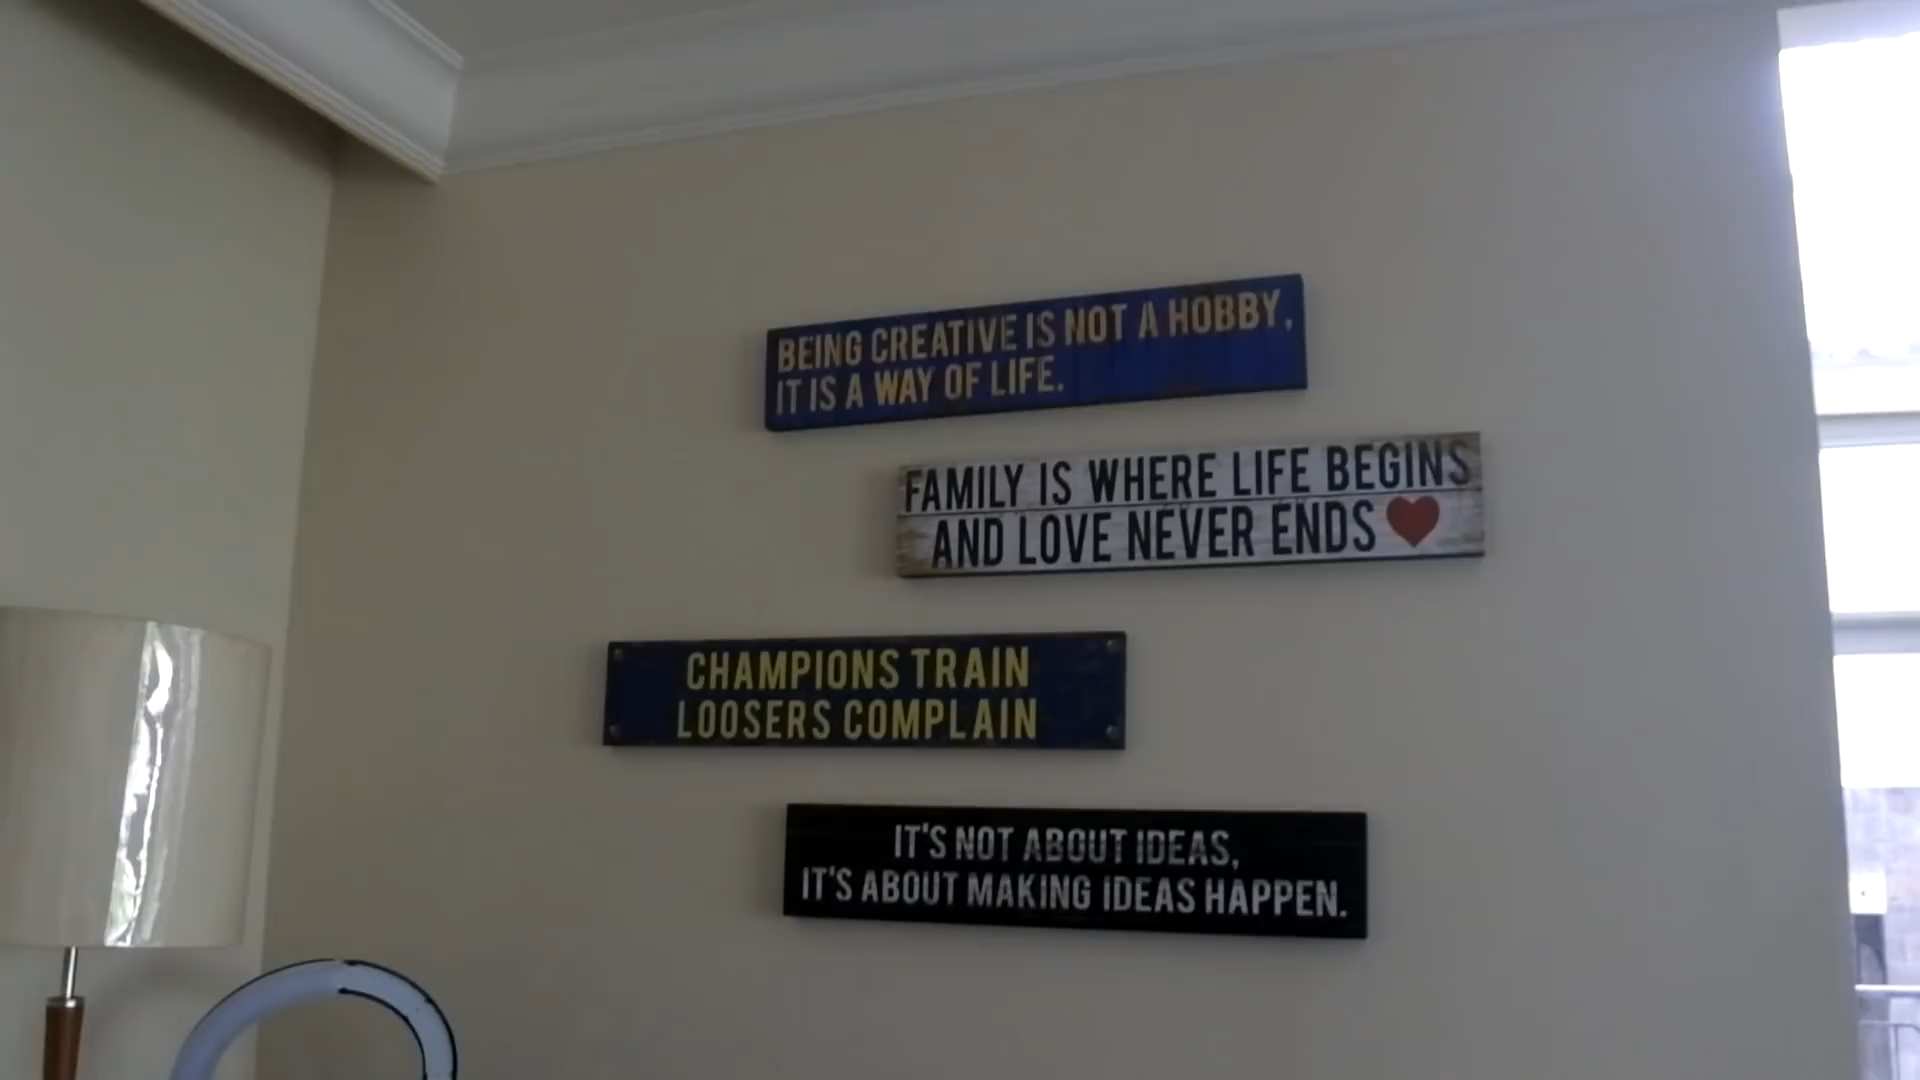 BEING CREATIVE IS NOT A HOBBY,
IT IS A WAY OF LIFE.
FAMILY IS WHERE LIFE BEGINS
AND LOVE NEVER ENDS
CHAMPIONS TRAIN
LOOSERS COMPLAIN
IT'S NOT ABOUT IDEAS,
IT'S ABOUT MAKING IDEAS HAPPEN.